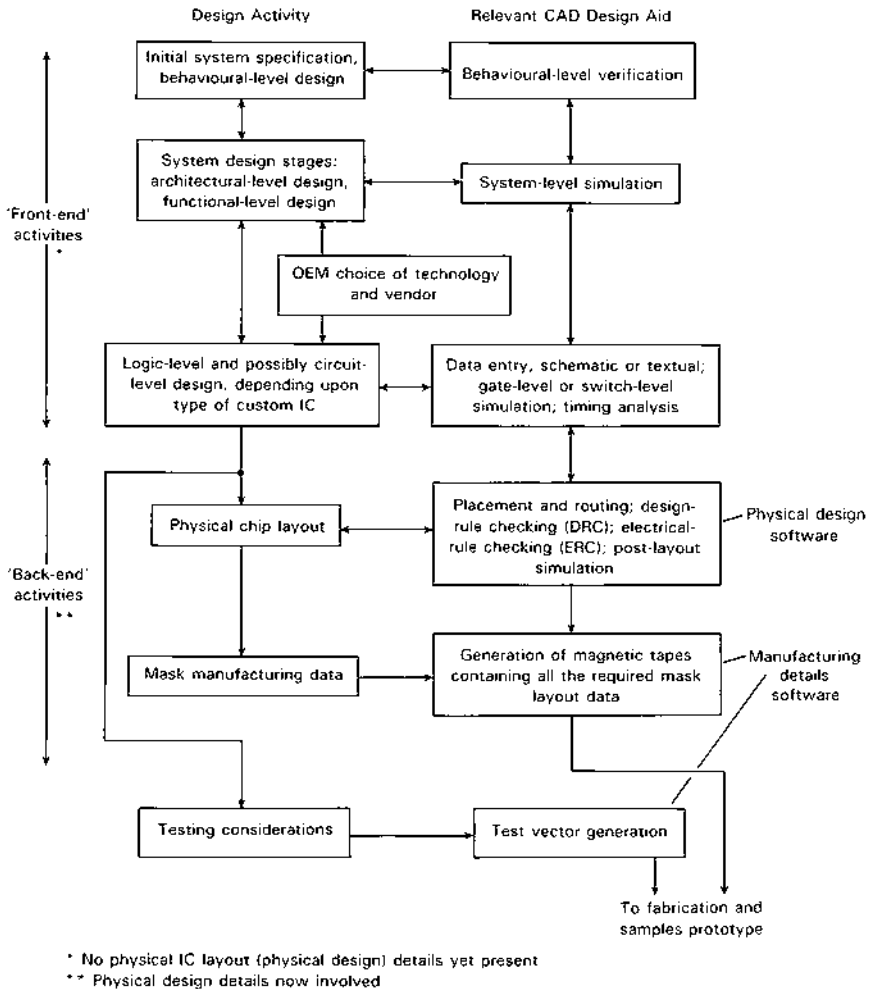 Design Activity
Relevant CAD Design Aid
Initial system specification,
behavioural-level design
Behavioural-level verification
System design stages:
architectural-level design,
functional-level design
System-level simulation
'Front-end'
activities
*
OEM choice of technology
and vendor
Logic-level and possibly circuit-
level design, depending upon
type of custom IC
Data entry, schematic or textual;
gate-level or switch-level
simulation; timing analysis
Physical chip layout
Placement and routing; design-
rule checking (DRC); electrical-
rule checking (ERC); post-layout
simulation
Physical design
software
'Back-end'
activities
**
Mask manufacturing data
Generation of magnetic tapes
containing all the required mask
layout data
Manufacturing
details
software
Testing considerations
Test vector generation
To fabrication and
samples prototype
* No physical IC layout (physical design) details yet present
** Physical design details now involved